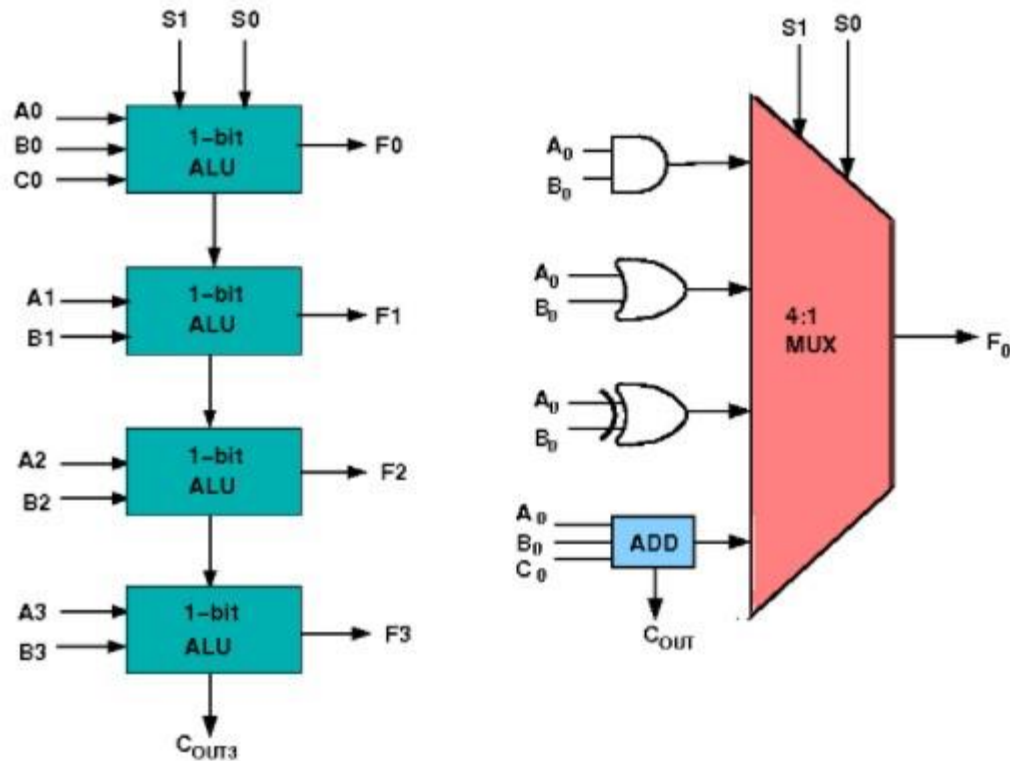 S1 S0
A0
B0
C0
1-bit
ALU
F0
A1
B1
1-bit
ALU
F1
A2
B2
1-bit
ALU
F2
A3
B3
1-bit
ALU
F3
COUT3
S1 S0
A0
B0
A0
B0
4:1
MUX
F0
A0
B0
A0
B0
C0
ADD
COUT